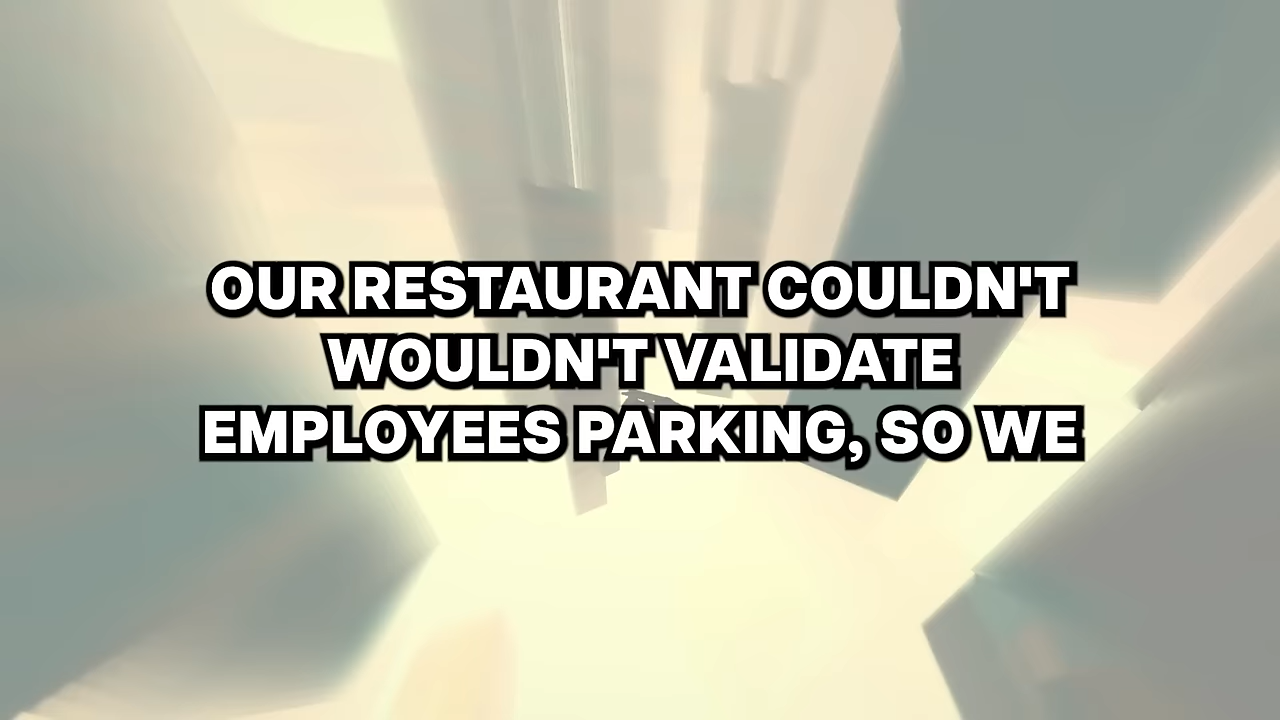 OUR RESTAURANT COULDN'T
WOULDN'T VALIDATE
EMPLOYEES PARKING, SO WE